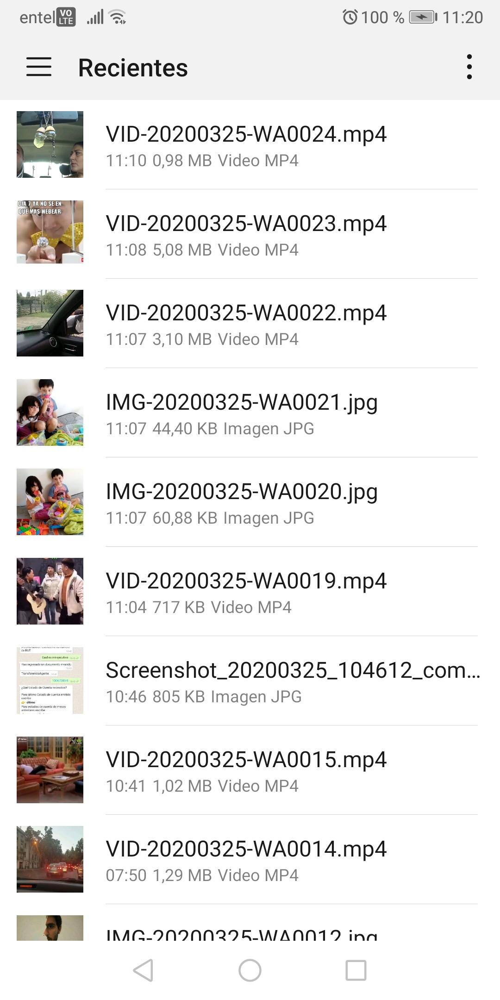 entel VO LTE 100 % 11:20
Recientes
VID-20200325-WA0024.mp4
11:10 0,98 MB Video MP4
DIA 7 YA NO SE EN
QUE MAS WEBEAR
VID-20200325-WA0023.mp4
11:08 5,08 MB Video MP4
VID-20200325-WA0022.mp4
11:07 3,10 MB Video MP4
IMG-20200325-WA0021.jpg
11:07 44,40 KB Imagen JPG
IMG-20200325-WA0020.jpg
11:07 60,88 KB Imagen JPG
VID-20200325-WA0019.mp4
11:04 717 KB Video MP4
de RUT
Cual es mi ejecutivo
Has ingresado un documento invalido
TransferenciaAgente
¿Qué Estado de Cuenta necesitas?
Para último Estado de cuenta emitido
escribe
👉 último
Para estados de cuenta de meses
anteriores escribe
Screenshot_20200325_104612_com...
10:46 805 KB Imagen JPG
VID-20200325-WA0015.mp4
10:41 1,02 MB Video MP4
VID-20200325-WA0014.mp4
07:50 1,29 MB Video MP4
IMG-20200325-WA0012.jpg